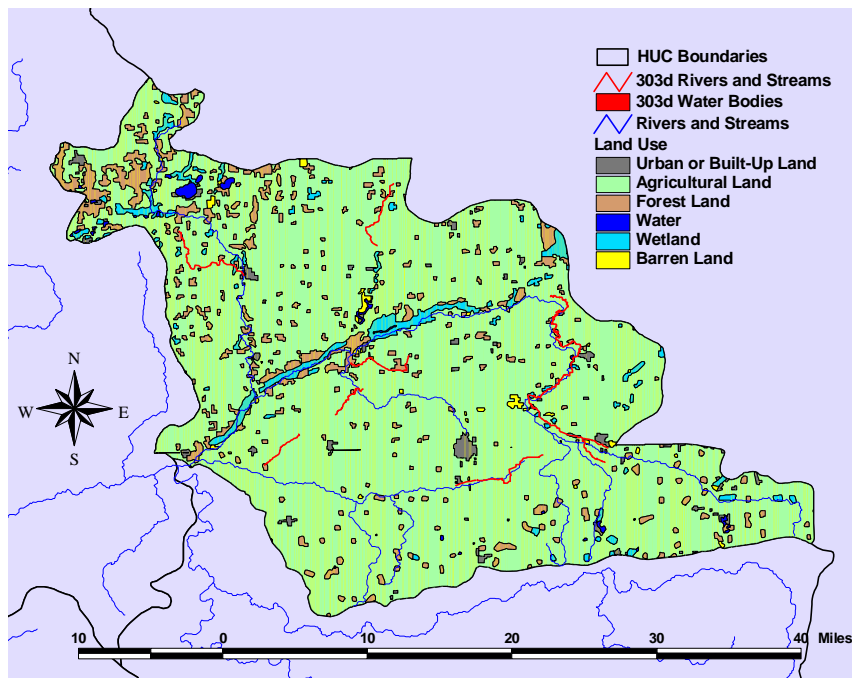 HUC Boundaries
303d Rivers and Streams
303d Water Bodies
Rivers and Streams
Land Use
Urban or Built-Up Land
Agricultural Land
Forest Land
Water
Wetland
Barren Land
N
W E
S
10 0 10 20 30 40 Miles